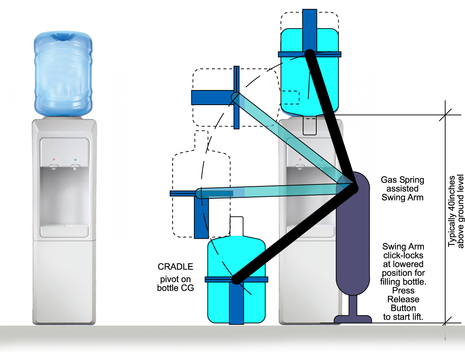 Gas Spring
assisted
Swing Arm
Typically 40inches
above ground level
Swing Arm
click-locks
at lowered
position for
filling bottle.
Press
Release
Button
to start lift.
CRADLE
pivot on
bottle CG